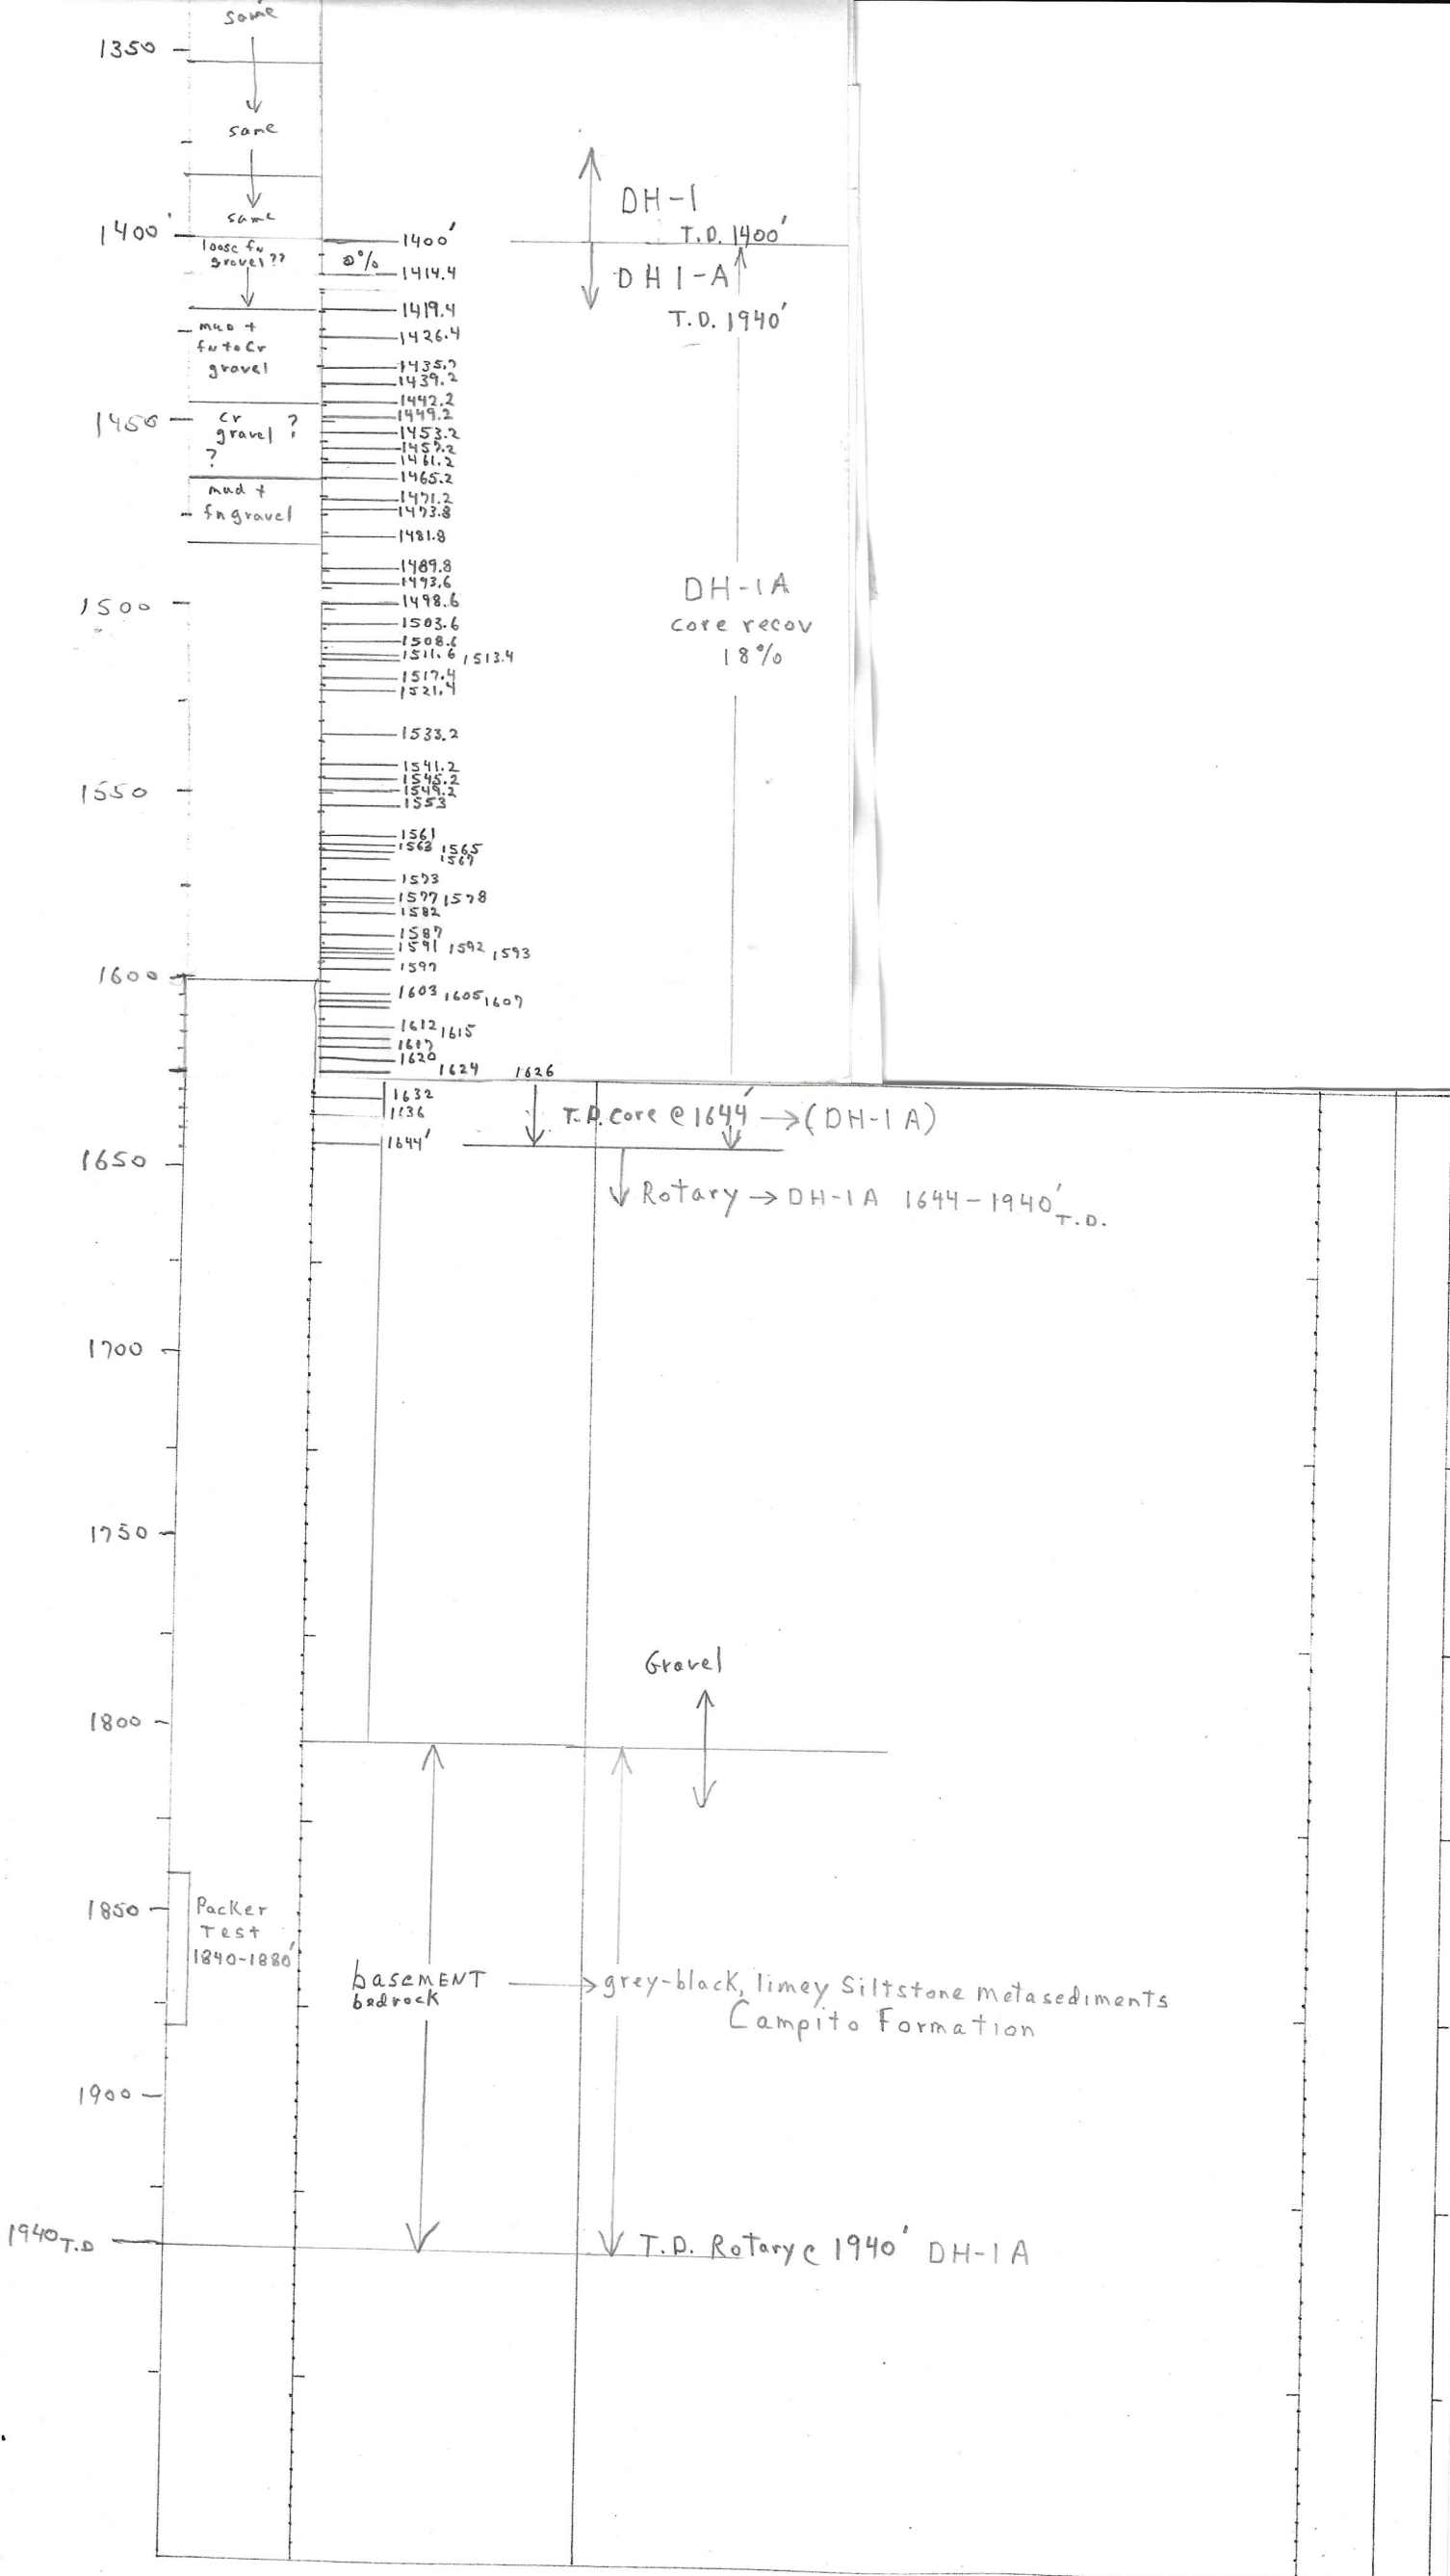 same
1350
same
same
1400'
loose fn
gravel??
0%
1400'
1414.4
DH-1
T.D. 1400'
DH1-A
T.D. 1940'
1419.4
mud +
fn to Cr
gravel
1426.4
1435.7
1439.2
1442.2
1450
Cr
gravel ?
?
1449.2
1453.2
1457.2
1461.2
1465.2
mud +
fn gravel
1471.2
1473.8
1481.8
1489.8
1493.6
1500
1498.6
1503.6
1508.6
1511.6 1513.4
1517.4
1521.4
DH-1A
core recov
18%
1533.2
1541.2
1545.2
1550
1549.2
1553
1561
1563 1565
1567
1573
1577 1578
1582
1587
1591 1592 1593
1597
1600
1603 1605 1607
1612 1615
1617
1620
1624 1626
1632
1636
1644'
T.D. core @ 1644' → (DH-1A)
1650
Rotary → DH-1A 1644-1940' T.D.
1700
1750
Gravel
1800
1850
Packer
Test
1840-1880'
basement
bedrock
→ grey-black, limey Siltstone metasediments
Campito Formation
1900
1940 T.D
T.D. Rotary @ 1940' DH-1A